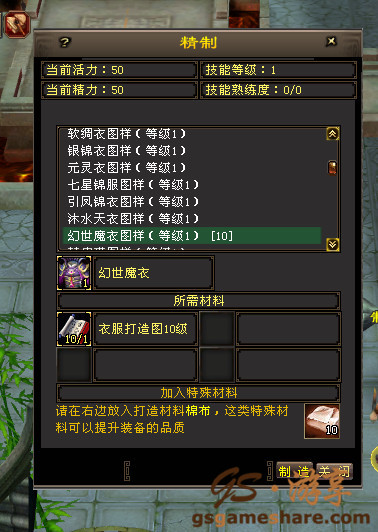 ?
精制
×
当前活力:50
技能等级:1
当前精力:50
技能熟练度:0/0
软绸衣图样(等级1)
银锦衣图样(等级1)
元灵衣图样(等级1)
七星锦服图样(等级1)
引凤锦衣图样(等级1)
沐水天衣图样(等级1)
幻世魔衣图样(等级1) [10]
1
幻世魔衣
所需材料
10/1
衣服打造图10级
加入特殊材料
请在右边放入打造材料棉布,这类特殊材
料可以提升装备的品质
10
制造 关闭
GS·游享
gsgameshare.com